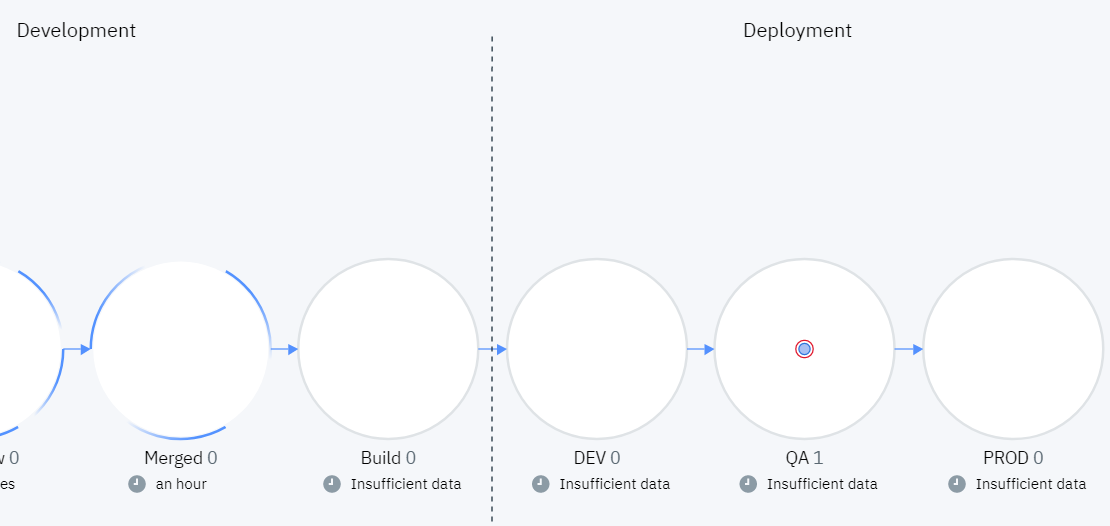 Development
Deployment
0
Merged 0
Build 0
DEV 0
QA 1
PROD 0
an hour
Insufficient data
Insufficient data
Insufficient data
Insufficient data